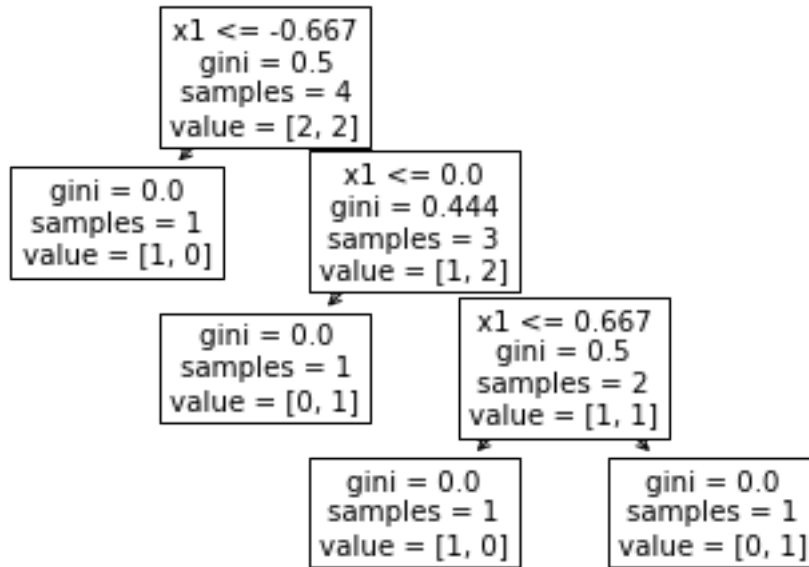 x1 <= -0.667
gini = 0.5
samples = 4
value = [2, 2]
gini = 0.0
samples = 1
value = [1, 0]
x1 <= 0.0
gini = 0.444
samples = 3
value = [1, 2]
gini = 0.0
samples = 1
value = [0, 1]
x1 <= 0.667
gini = 0.5
samples = 2
value = [1, 1]
gini = 0.0
samples = 1
value = [1, 0]
gini = 0.0
samples = 1
value = [0, 1]